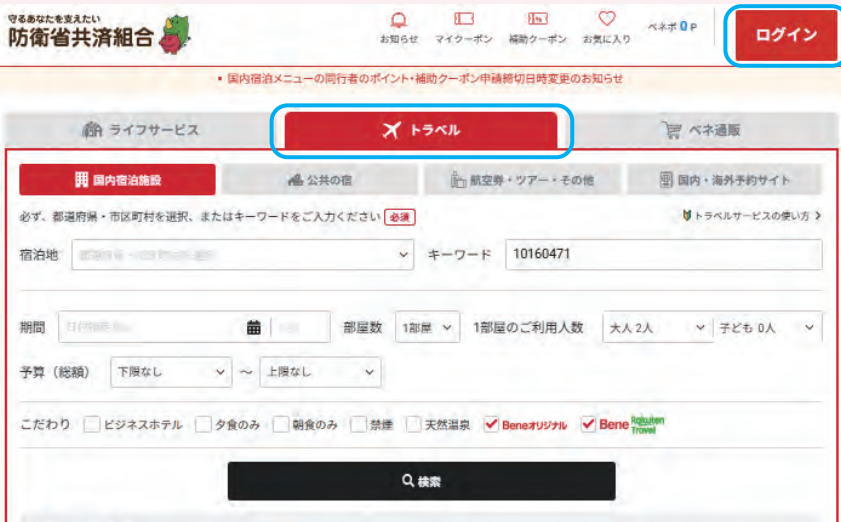 守るあなたを支えたい
防衛省共済組合
お知らせ マイクーポン 補助クーポン お気に入り ベネポ 0 P ログイン
• 国内宿泊メニューの同行者のポイント・補助クーポン申請締切日時変更のお知らせ
ライフサービス トラベル ベネ通販
国内宿泊施設 公共の宿 航空券・ツアー・その他 国内・海外予約サイト
必ず、都道府県・市区町村を選択、またはキーワードをご入力ください 必須 トラベルサービスの使い方
宿泊地 キーワード 10160471
期間 部屋数 1部屋 1部屋のご利用人数 大人 2人 子ども 0人
予算（総額） 下限なし ～ 上限なし
こだわり ビジネスホテル 夕食のみ 朝食のみ 禁煙 天然温泉 Beneオリジナル Bene Rakuten Travel
検索